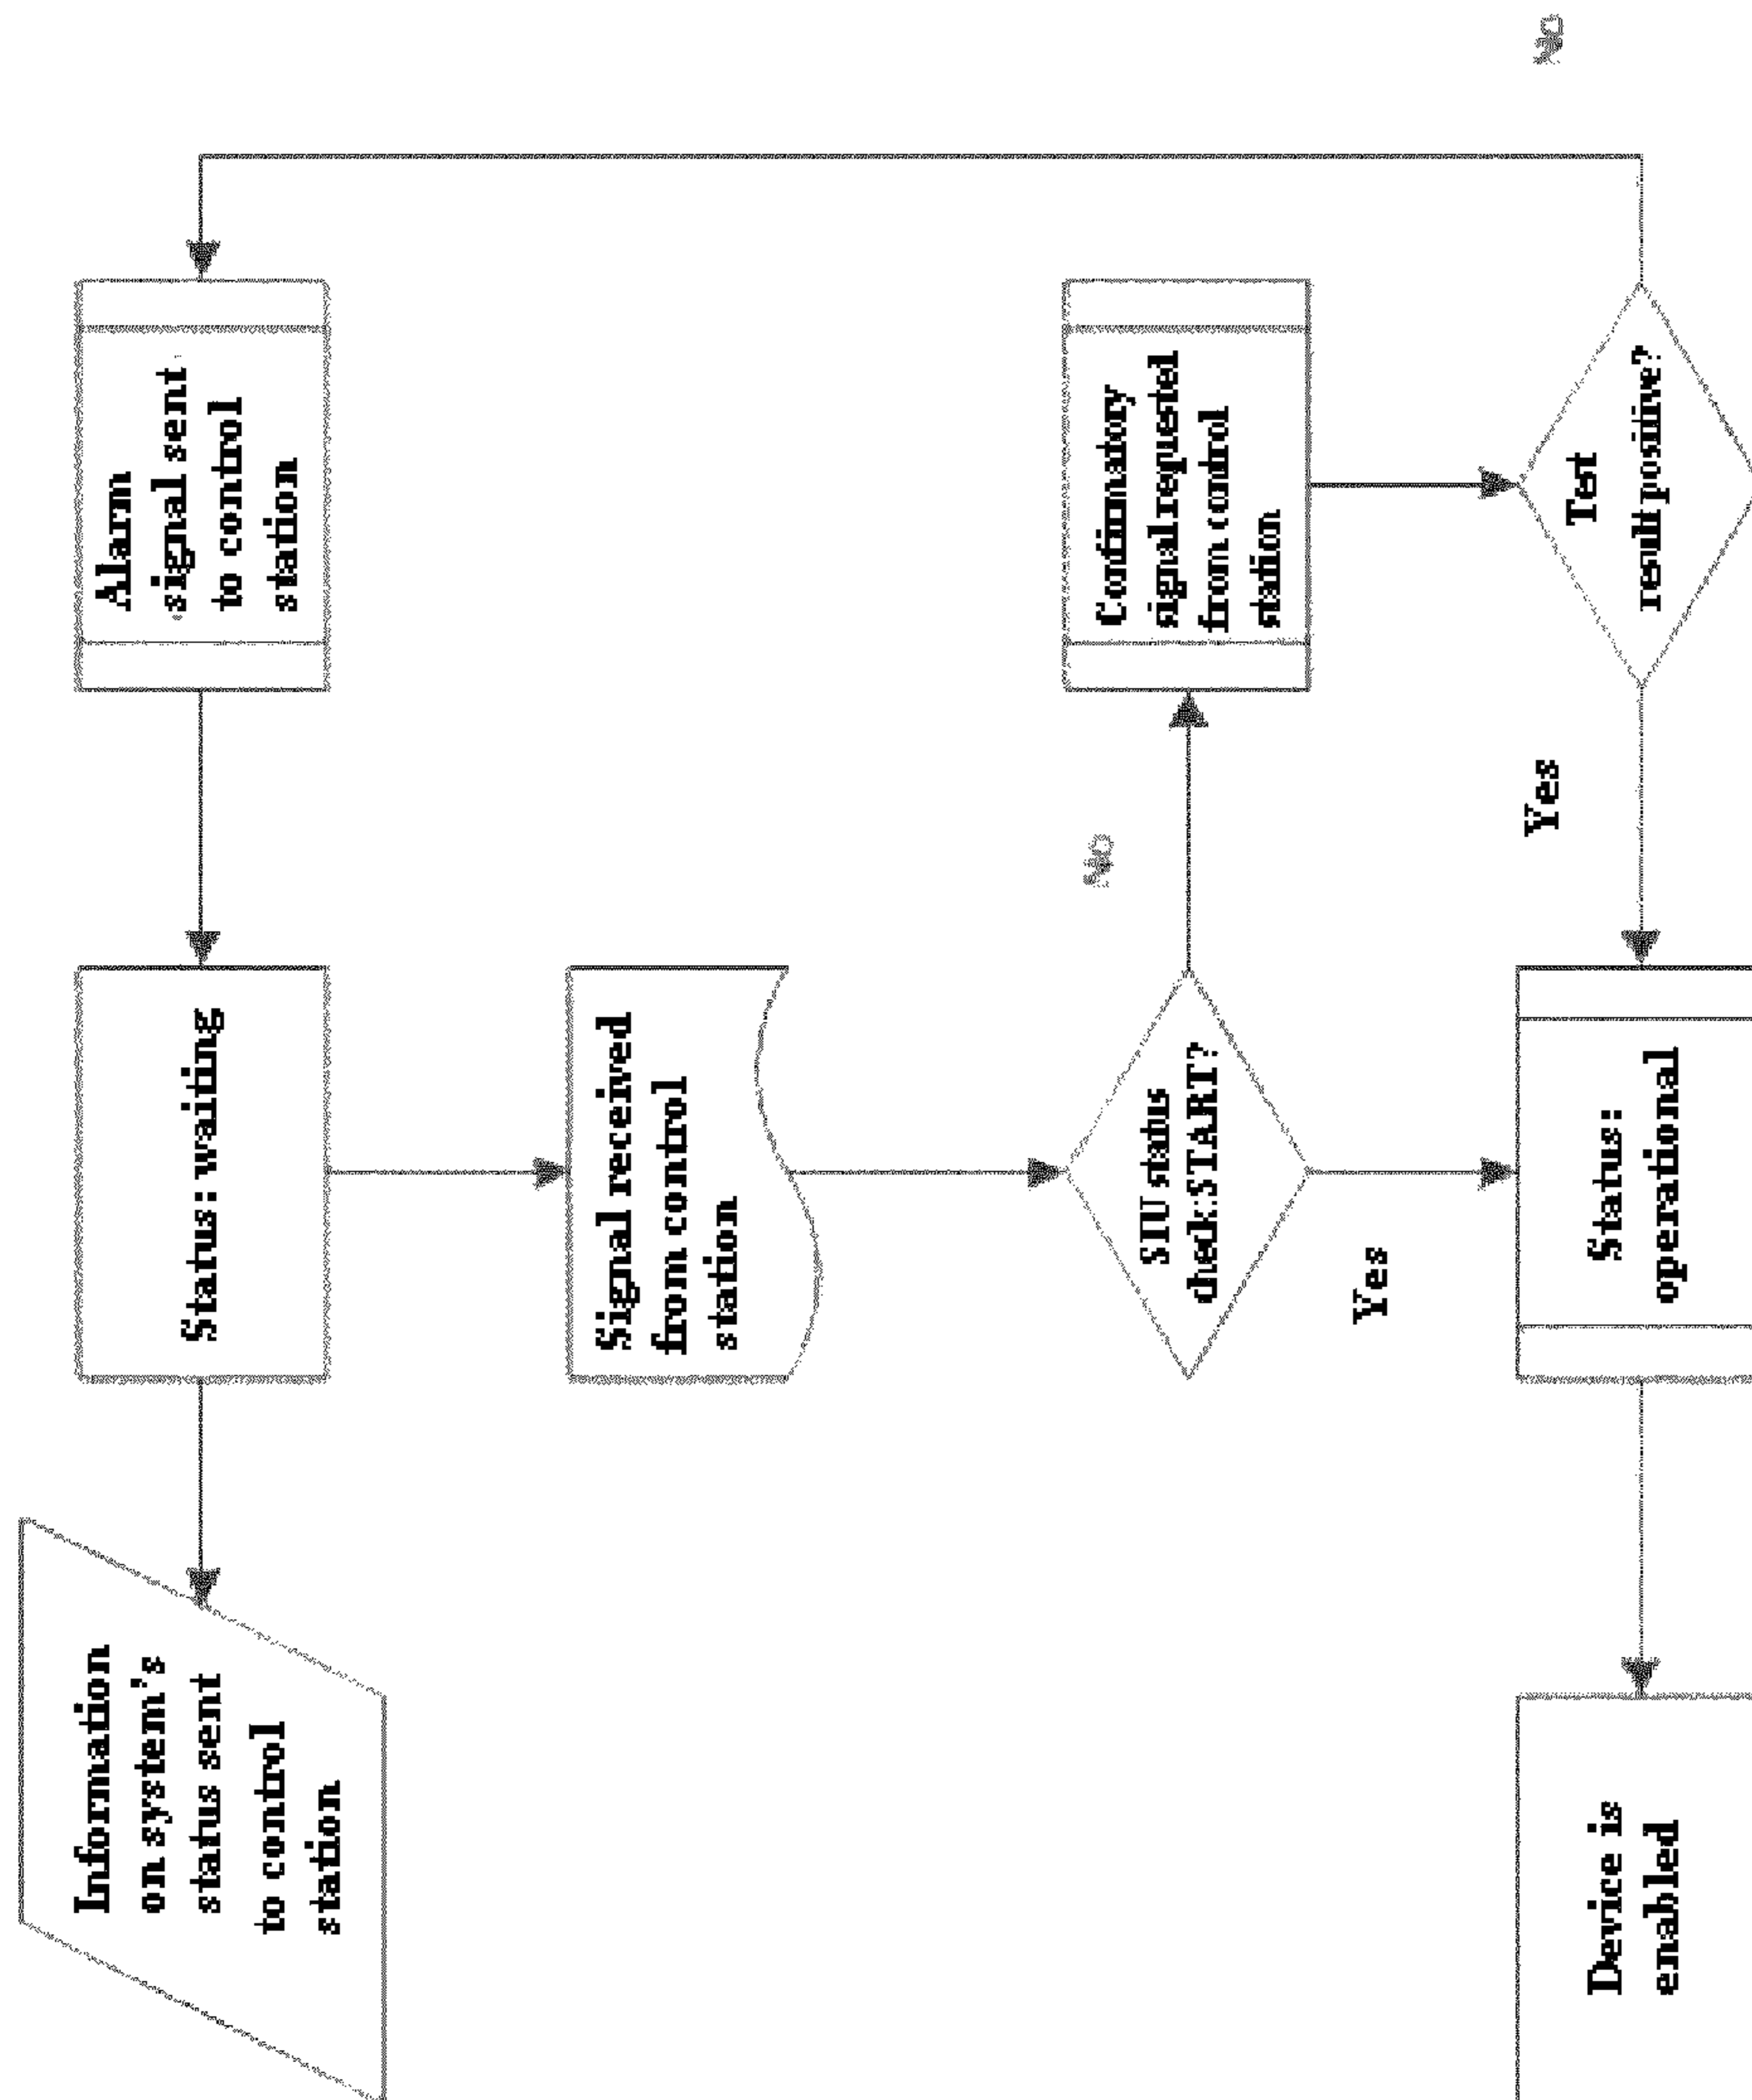 Information
on system's
status sent
to control
station
Status: waiting
Alarm
signal sent
to control
station
Signal received
from control
station
SIU status
check:START?
No
Confirmatory
signal requested
from control
station
Yes
Device is
enabled
Status:
operational
Yes
Test
result positive?
No